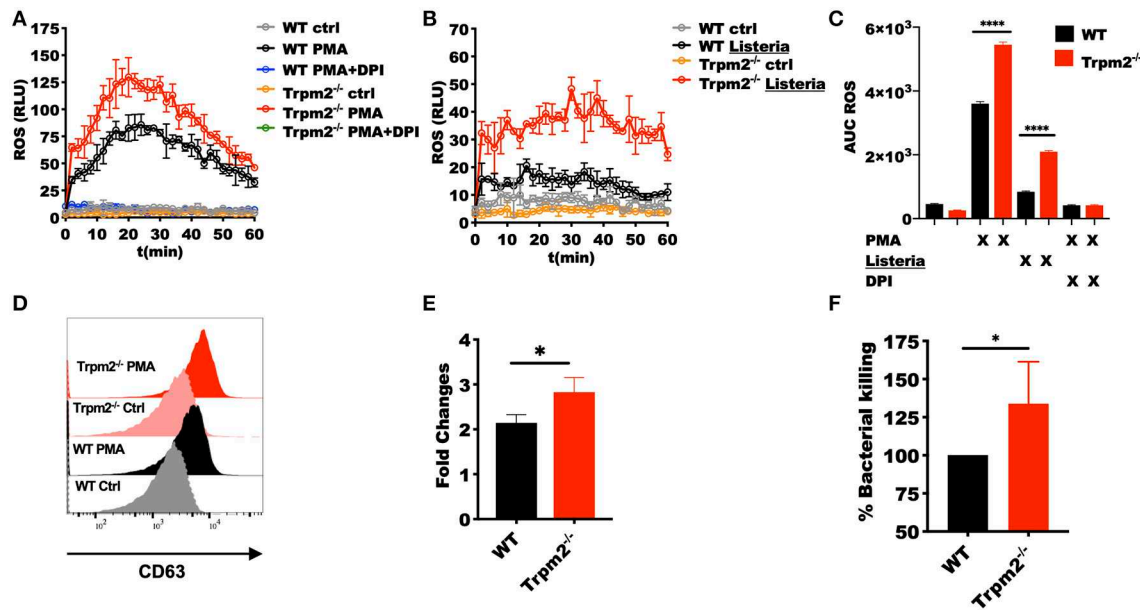 A
ROS (RLU)
175
150
125
100
75
50
25
0
0 10 20 30 40 50 60
t(min)
WT ctrl
WT PMA
WT PMA+DPI
Trpm2-/- ctrl
Trpm2-/- PMA
Trpm2-/- PMA+DPI
B
ROS (RLU)
60
50
40
30
20
10
0
0 10 20 30 40 50 60
t(min)
WT ctrl
WT Listeria
Trpm2-/- ctrl
Trpm2-/- Listeria
C
AUC ROS
6×10³
4×10³
2×10³
0
****
****
WT
Trpm2-/-
PMA X X X X
Listeria X X
DPI X X
D
Trpm2-/- PMA
Trpm2-/- Ctrl
WT PMA
WT Ctrl
10² 10³ 10⁴
CD63
E
Fold Changes
4
3
2
1
0
*
WT
Trpm2-/-
F
% Bacterial killing
175
150
125
100
75
50
*
WT
Trpm2-/-